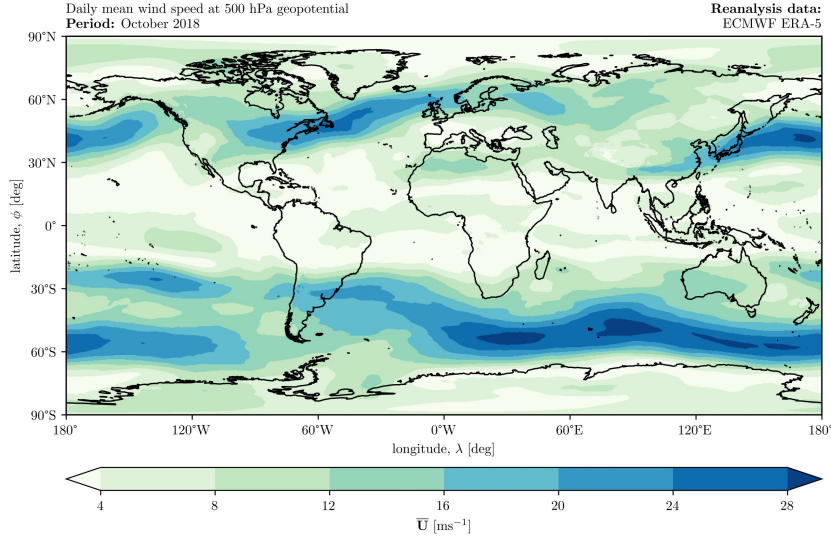 Daily mean wind speed at 500 hPa geopotential
Period: October 2018
Reanalysis data:
ECMWF ERA-5
90°N
60°N
30°N
0°
30°S
60°S
90°S
latitude, ϕ [deg]
180° 120°W 60°W 0°W 60°E 120°E 180°
longitude, λ [deg]
4 8 12 16 20 24 28
U̅ [ms⁻¹]